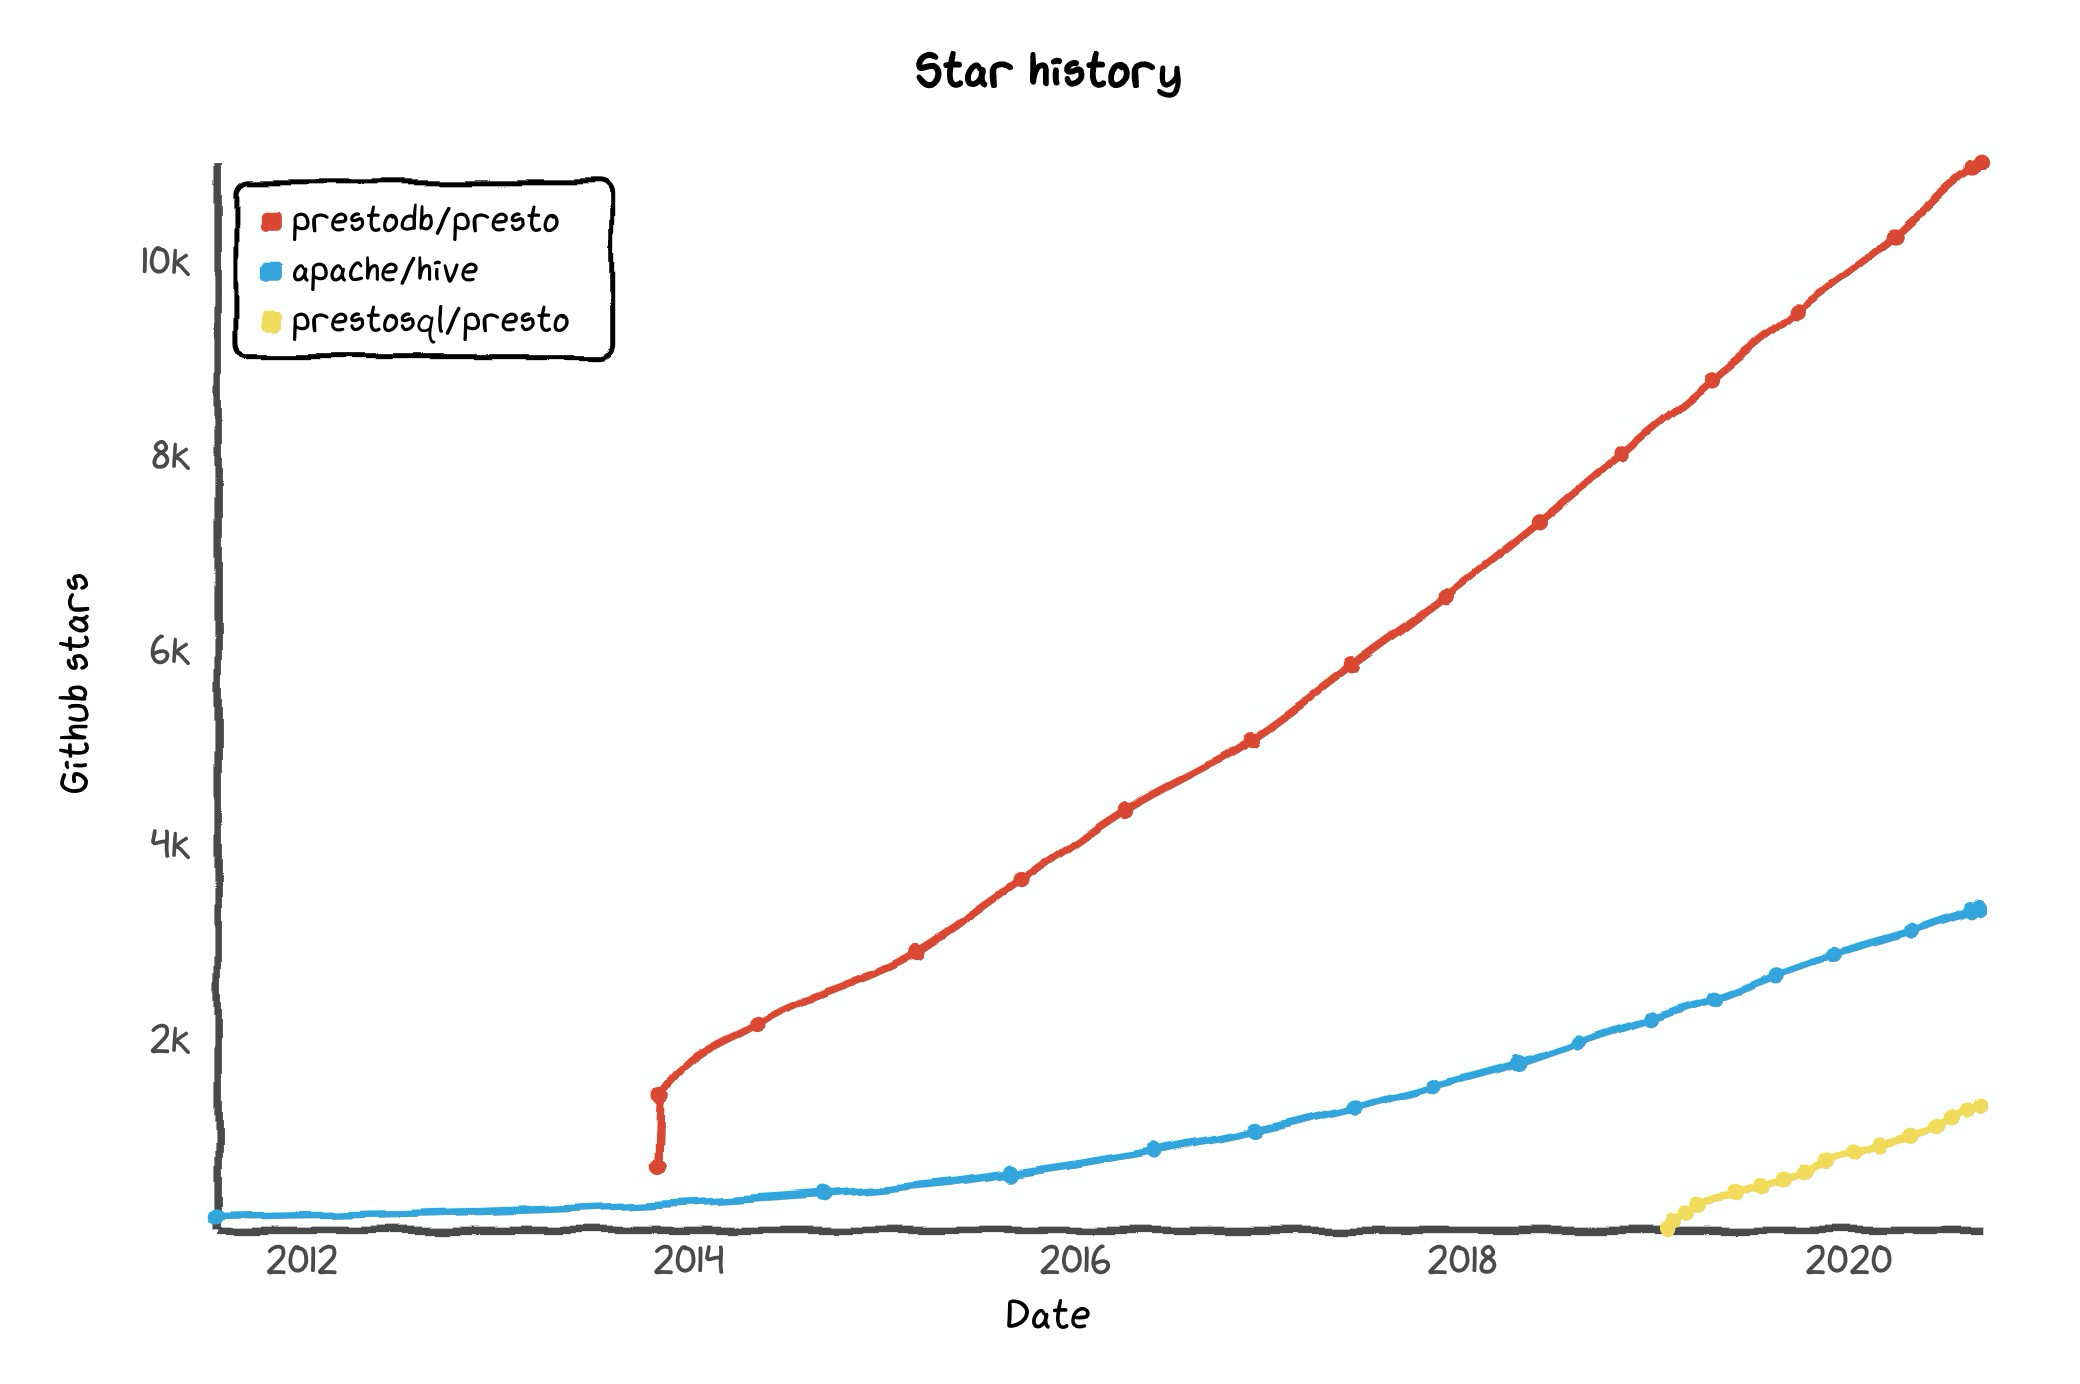 Star history
prestodb/presto
apache/hive
prestosql/presto
10K
8K
6K
4K
2K
Github stars
2012 2014 2016 2018 2020
Date